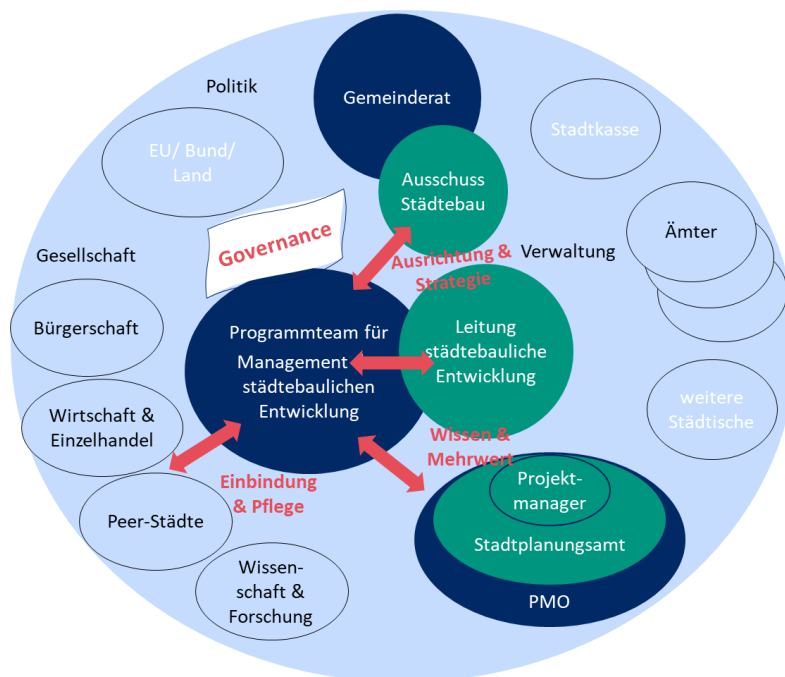 Politik
Gemeinderat
EU/ Bund/
Land
Stadtkasse
Ausschuss
Städtebau
Governance
Ämter
Gesellschaft
Ausrichtung &
Strategie
Verwaltung
Bürgerschaft
Programmteam für
Management
städtebaulichen
Entwicklung
Leitung
städtebauliche
Entwicklung
Wirtschaft &
Einzelhandel
weitere
Städtische
Wissen &
Mehrwert
Einbindung
& Pflege
Peer-Städte
Projekt-
manager
Stadtplanungsamt
Wissen-
schaft &
Forschung
PMO